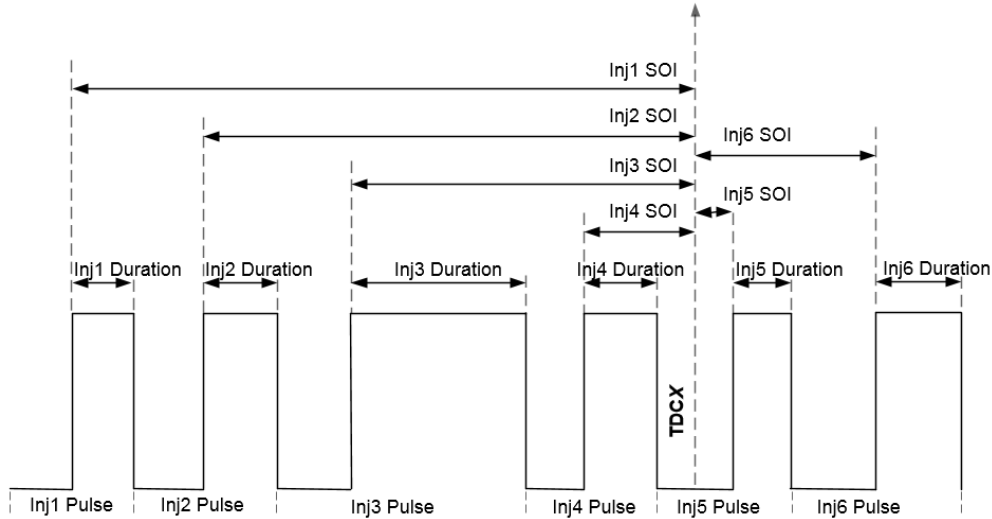 Inj1 SOI
Inj2 SOI
Inj6 SOI
Inj3 SOI
Inj5 SOI
Inj4 SOI
Inj1 Duration
Inj2 Duration
Inj3 Duration
Inj4 Duration
Inj5 Duration
Inj6 Duration
TDCX
Inj1 Pulse
Inj2 Pulse
Inj3 Pulse
Inj4 Pulse
Inj5 Pulse
Inj6 Pulse